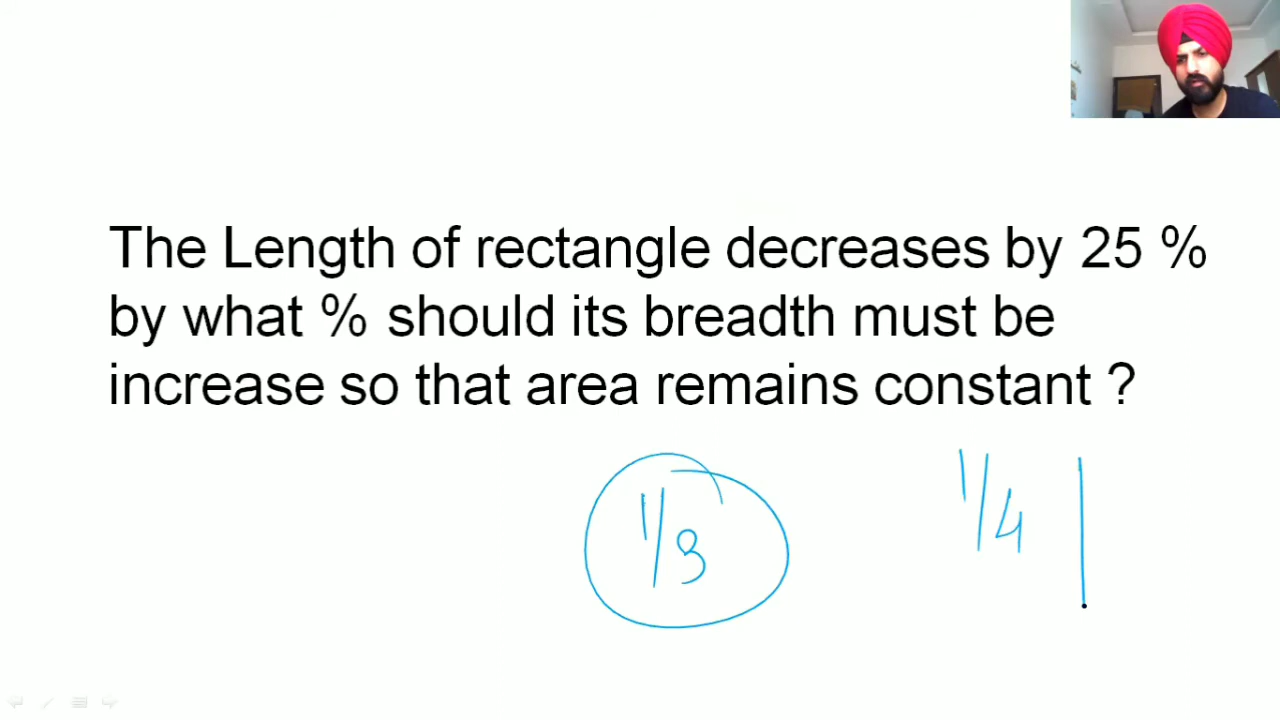 The Length of rectangle decreases by 25 %
by what % should its breadth must be
increase so that area remains constant ?
1/3 1/4